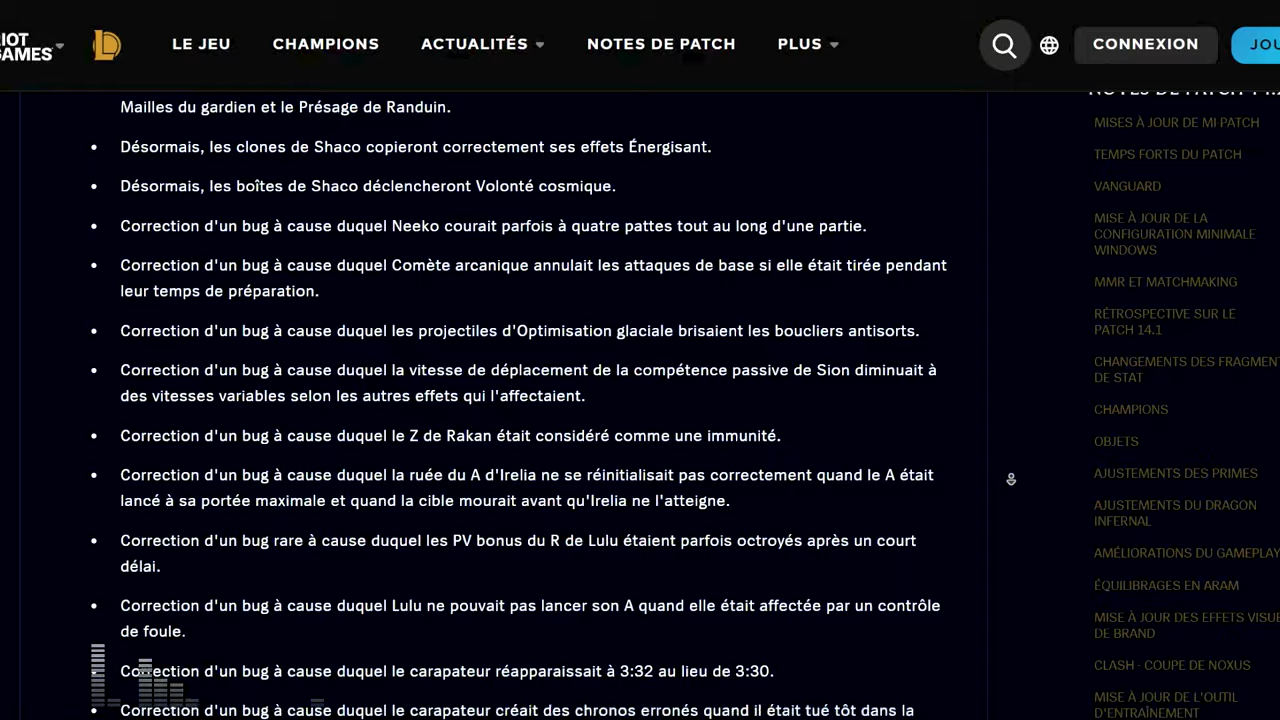 RIOT
GAMES
LE JEU
CHAMPIONS
ACTUALITÉS
NOTES DE PATCH
PLUS
CONNEXION
JOU
Mailles du gardien et le Présage de Randuin.
• Désormais, les clones de Shaco copieront correctement ses effets Énergisant.
• Désormais, les boîtes de Shaco déclencheront Volonté cosmique.
• Correction d'un bug à cause duquel Neeko courait parfois à quatre pattes tout au long d'une partie.
• Correction d'un bug à cause duquel Comète arcanique annulait les attaques de base si elle était tirée pendant
leur temps de préparation.
• Correction d'un bug à cause duquel les projectiles d'Optimisation glaciale brisaient les boucliers antisorts.
• Correction d'un bug à cause duquel la vitesse de déplacement de la compétence passive de Sion diminuait à
des vitesses variables selon les autres effets qui l'affectaient.
• Correction d'un bug à cause duquel le Z de Rakan était considéré comme une immunité.
• Correction d'un bug à cause duquel la ruée du A d'Irelia ne se réinitialisait pas correctement quand le A était
lancé à sa portée maximale et quand la cible mourait avant qu'Irelia ne l'atteigne.
• Correction d'un bug rare à cause duquel les PV bonus du R de Lulu étaient parfois octroyés après un court
délai.
• Correction d'un bug à cause duquel Lulu ne pouvait pas lancer son A quand elle était affectée par un contrôle
de foule.
• Correction d'un bug à cause duquel le carapateur réapparaissait à 3:32 au lieu de 3:30.
• Correction d'un bug à cause duquel le carapateur créait des chronos erronés quand il était tué tôt dans la
NOTES DE PATCH
MISES À JOUR DE MI PATCH
TEMPS FORTS DU PATCH
VANGUARD
MISE À JOUR DE LA
CONFIGURATION MINIMALE
WINDOWS
MMR ET MATCHMAKING
RÉTROSPECTIVE SUR LE
PATCH 14.1
CHANGEMENTS DES FRAGMENT
DE STAT
CHAMPIONS
OBJETS
AJUSTEMENTS DES PRIMES
AJUSTEMENTS DU DRAGON
INFERNAL
AMÉLIORATIONS DU GAMEPLAY
ÉQUILIBRAGES EN ARAM
MISE À JOUR DES EFFETS VISUE
DE BRAND
CLASH - COUPE DE NOXUS
MISE À JOUR DE L'OUTIL
D'ENTRAÎNEMENT